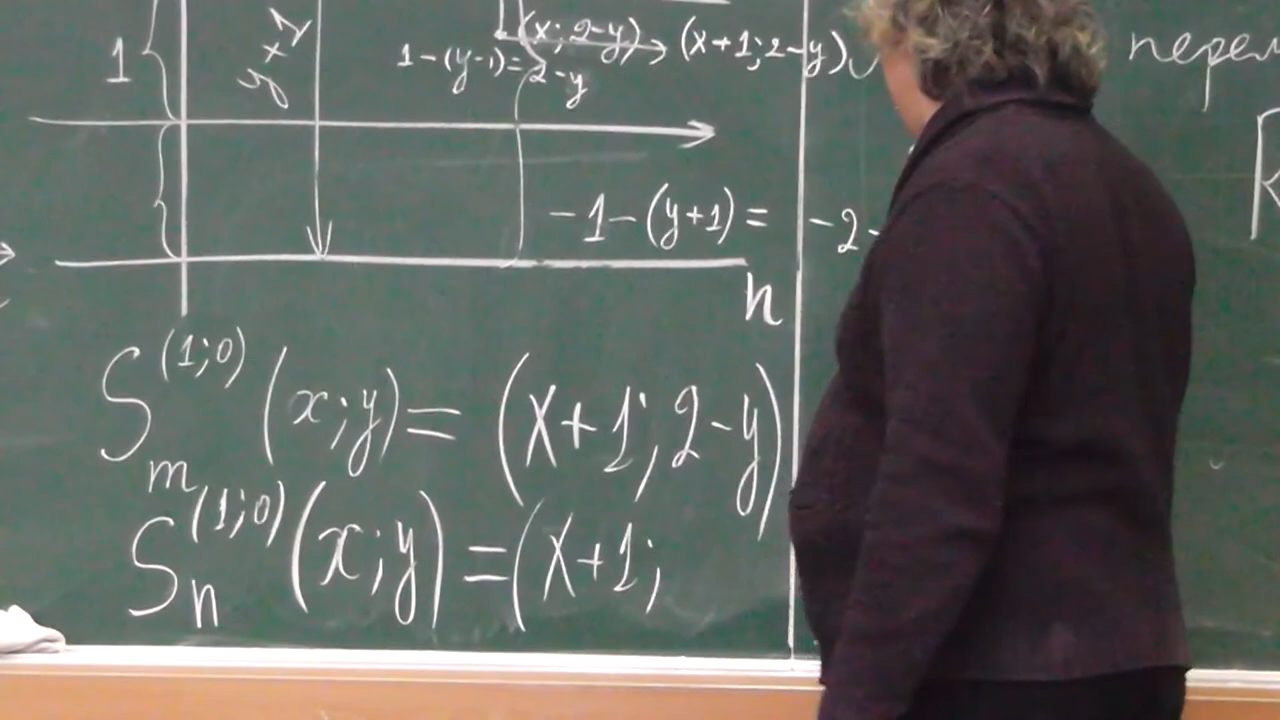 (x; 2-y) → (x+1; 2-y)
1
1-(y-1)= 2-y
перем
R
-1-(y+1)= -2-
n
S_m^{(1;0)} (x;y)= (x+1; 2-y)
S_n^{(1;0)} (x;y) = (x+1;